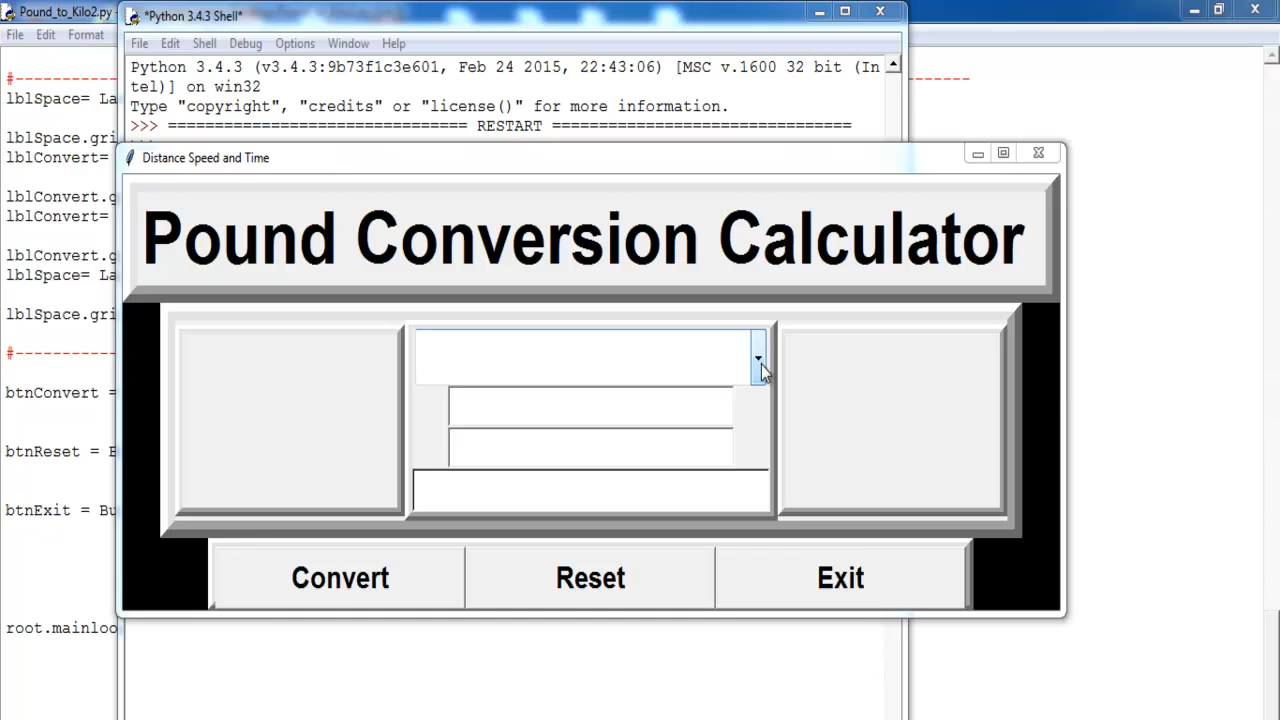 Pound_to_Kilo2.py
File Edit Format
#------------
lblSpace= La
lblSpace.gri
lblConvert=
lblConvert.g
lblConvert=
lblConvert.g
lblSpace= La
lblSpace.gri
#------------
btnConvert =
btnReset = B
btnExit = Bu
root.mainloo
*Python 3.4.3 Shell*
File Edit Shell Debug Options Window Help
Python 3.4.3 (v3.4.3:9b73f1c3e601, Feb 24 2015, 22:43:06) [MSC v.1600 32 bit (In
tel)] on win32
Type "copyright", "credits" or "license()" for more information.
>>> ================================ RESTART ================================
Distance Speed and Time
Pound Conversion Calculator
Convert Reset Exit